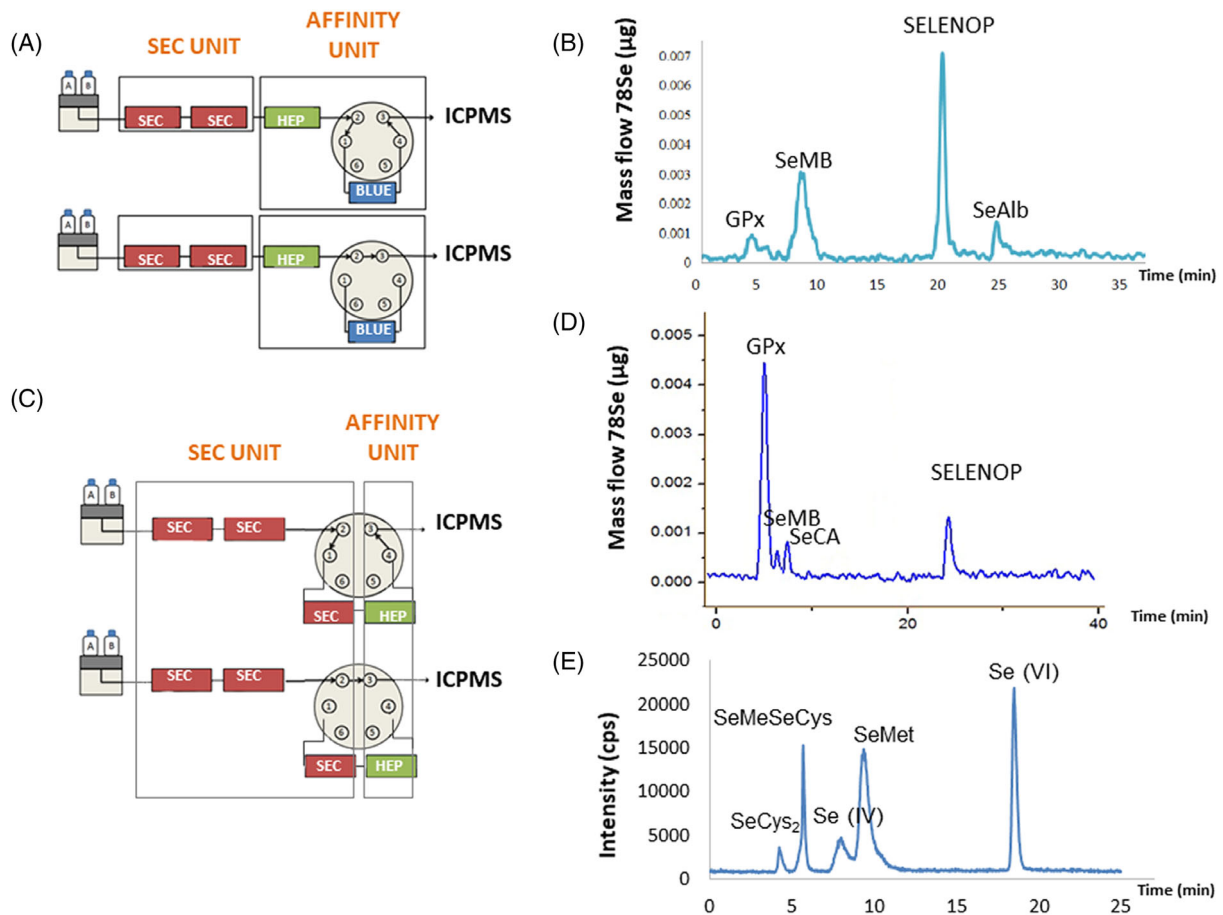 (A)
SEC UNIT
AFFINITY
UNIT
A B
SEC SEC HEP
2 3
1 4
6 5
BLUE
ICPMS
A B
SEC SEC HEP
2 3
1 4
6 5
BLUE
ICPMS
(B)
Mass flow 78Se (µg)
0.007
0.006
0.005
0.004
0.003
0.002
0.001
0
GPx
SeMB
SELENOP
SeAlb
0 5 10 15 20 25 30 35
Time (min)
(C)
SEC UNIT
AFFINITY
UNIT
A B
SEC SEC
2 3
1 4
6 5
SEC HEP
ICPMS
A B
SEC SEC
2 3
1 4
6 5
SEC HEP
ICPMS
(D)
Mass flow 78Se (µg)
0.005
0.004
0.003
0.002
0.001
0.000
GPx
SeMB
SeCA
SELENOP
0 20 40
Time (min)
(E)
Intensity (cps)
25000
20000
15000
10000
5000
0
SeCys2
SeMeSeCys
Se (IV)
SeMet
Se (VI)
0 5 10 15 20 25
Time (min)